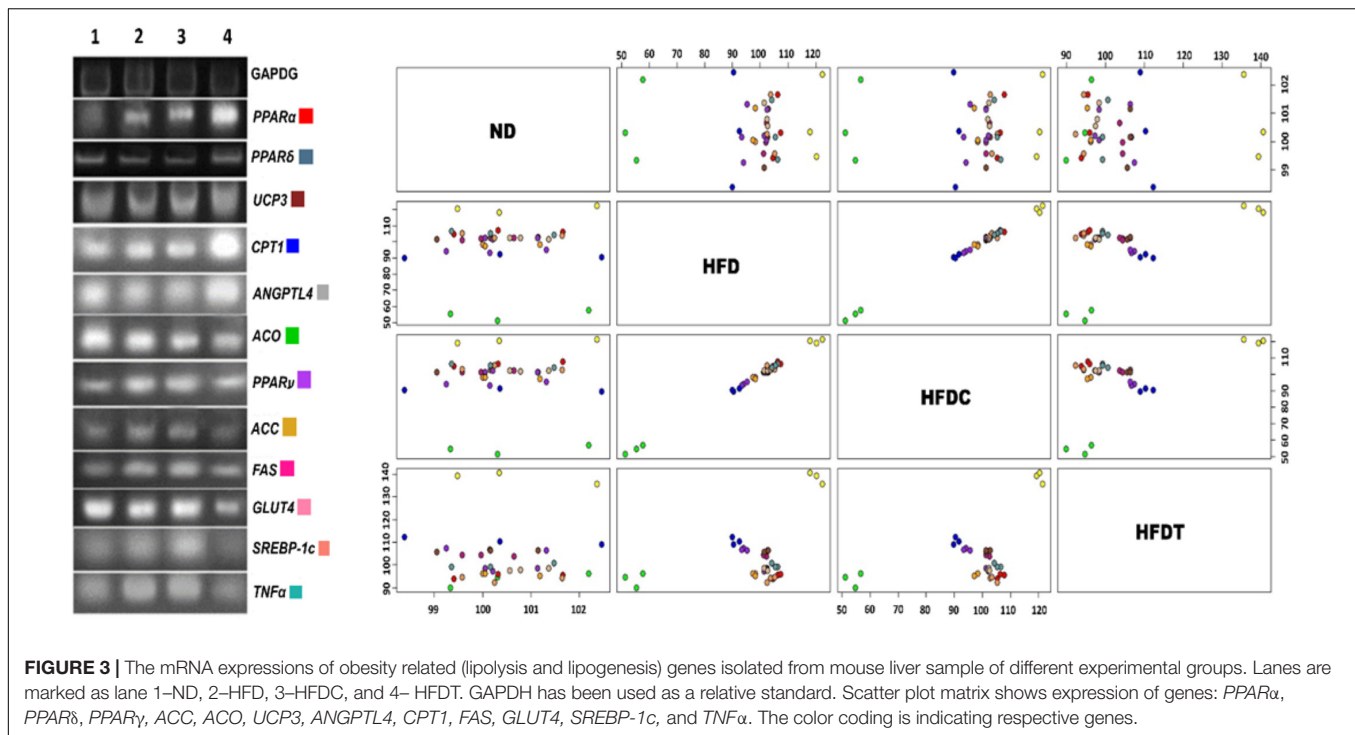 1 2 3 4
GAPDG
PPARα
PPARδ
UCP3
CPT1
ANGPTL4
ACO
PPARμ
ACC
FAS
GLUT4
SREBP-1c
TNFα
50 60 70 80 90 100 110 120
90 100 110 120 130 140
ND
99 100 101 102
50 60 70 80 90 110
HFD
HFDC
50 60 70 80 90 110
90 100 110 120 130 140
HFDT
99 100 101 102
50 60 70 80 90 100 110 120
FIGURE 3 | The mRNA expressions of obesity related (lipolysis and lipogenesis) genes isolated from mouse liver sample of different experimental groups. Lanes are
marked as lane 1–ND, 2–HFD, 3–HFDC, and 4– HFDT. GAPDH has been used as a relative standard. Scatter plot matrix shows expression of genes: PPARα,
PPARδ, PPARγ, ACC, ACO, UCP3, ANGPTL4, CPT1, FAS, GLUT4, SREBP-1c, and TNFα. The color coding is indicating respective genes.